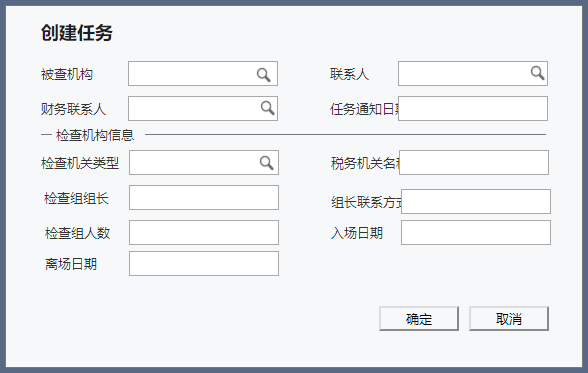 创建任务
被查机构
联系人
财务联系人
任务通知日期
检查机构信息
检查机关类型
税务机关名称
检查组组长
组长联系方式
检查组人数
入场日期
离场日期
确定
取消